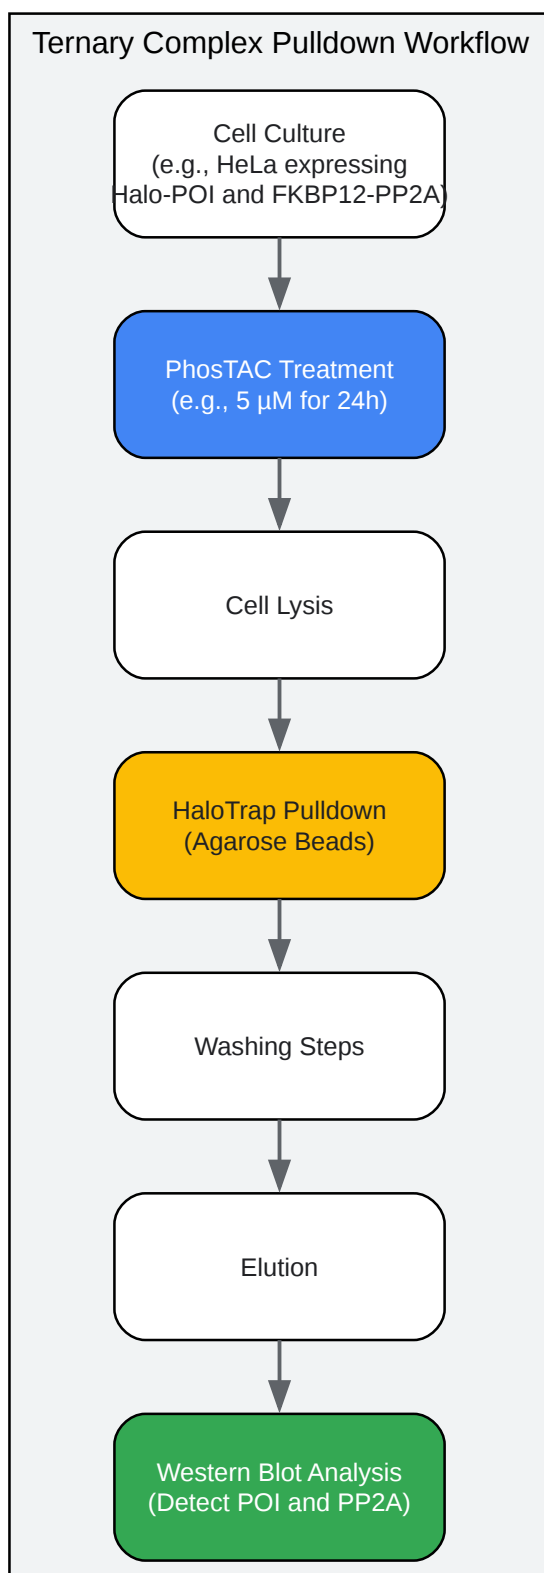 Ternary Complex Pulldown Workflow
Cell Culture
(e.g., HeLa expressing
Halo-POI and FKBP12-PP2A)
PhosTAC Treatment
(e.g., 5 µM for 24h)
Cell Lysis
HaloTrap Pulldown
(Agarose Beads)
Washing Steps
Elution
Western Blot Analysis
(Detect POI and PP2A)